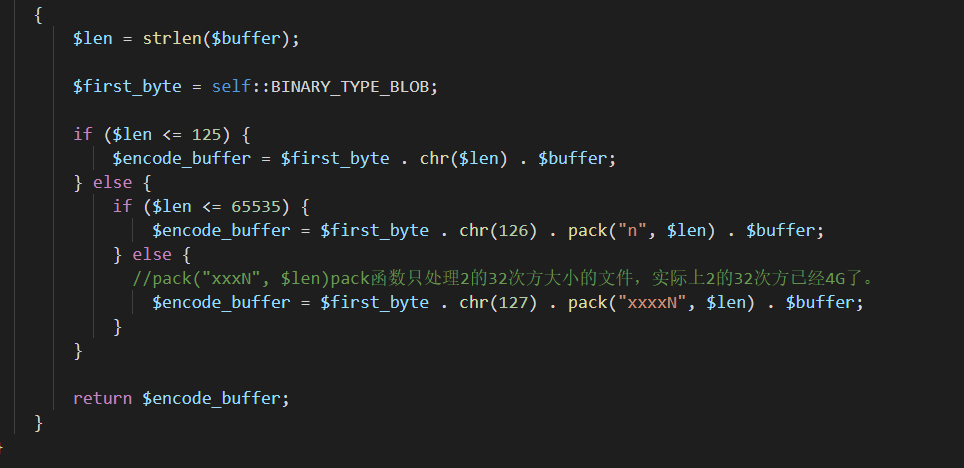 {
$len = strlen($buffer);
$first_byte = self::BINARY_TYPE_BLOB;
if ($len <= 125) {
$encode_buffer = $first_byte . chr($len) . $buffer;
} else {
if ($len <= 65535) {
$encode_buffer = $first_byte . chr(126) . pack("n", $len) . $buffer;
} else {
//pack("xxxN", $len)pack函数只处理2的32次方大小的文件，实际上2的32次方已经4G了。
$encode_buffer = $first_byte . chr(127) . pack("xxxxN", $len) . $buffer;
}
}
return $encode_buffer;
}